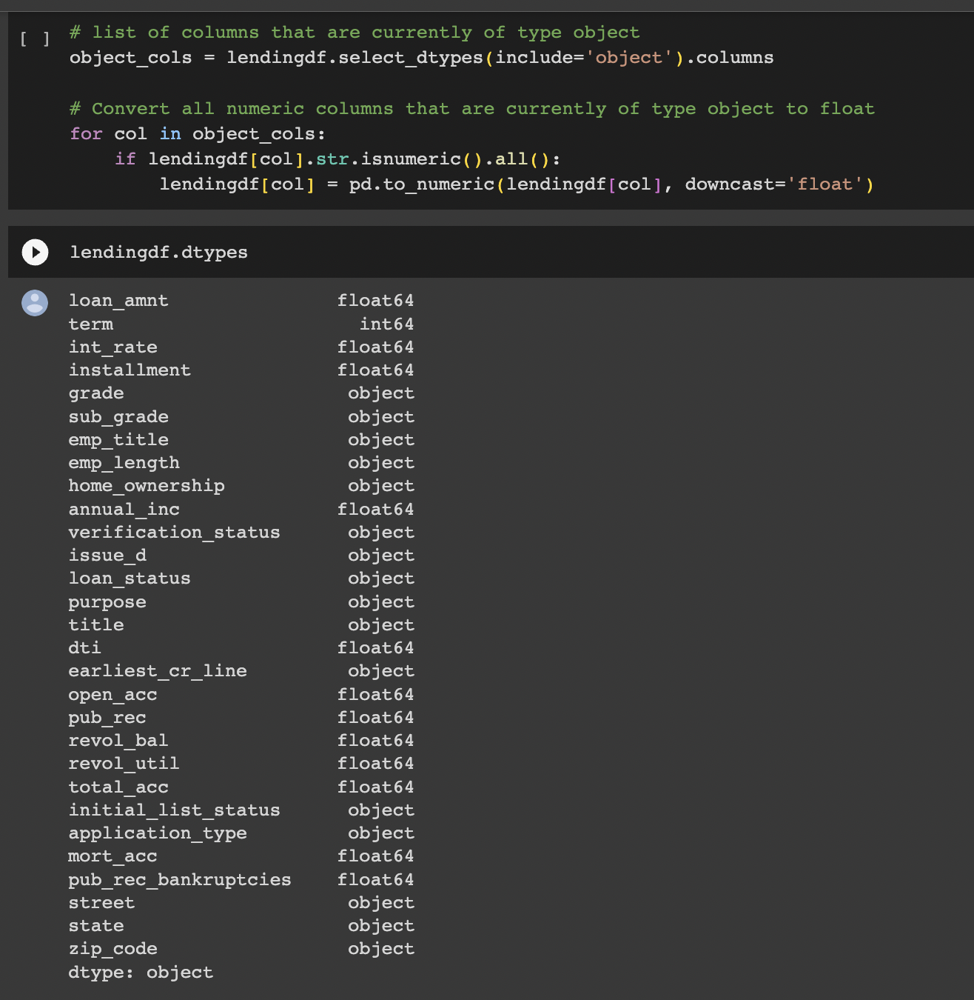 [ ]
# list of columns that are currently of type object
object_cols = lendingdf.select_dtypes(include='object').columns
# Convert all numeric columns that are currently of type object to float
for col in object_cols:
    if lendingdf[col].str.isnumeric().all():
        lendingdf[col] = pd.to_numeric(lendingdf[col], downcast='float')
lendingdf.dtypes
loan_amnt float64
term int64
int_rate float64
installment float64
grade object
sub_grade object
emp_title object
emp_length object
home_ownership object
annual_inc float64
verification_status object
issue_d object
loan_status object
purpose object
title object
dti float64
earliest_cr_line object
open_acc float64
pub_rec float64
revol_bal float64
revol_util float64
total_acc float64
initial_list_status object
application_type object
mort_acc float64
pub_rec_bankruptcies float64
street object
state object
zip_code object
dtype: object